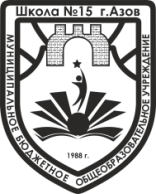 Школа №15 г.Азов
МУНИЦИПАЛЬНОЕ БЮДЖЕТНОЕ ОБЩЕОБРАЗОВАТЕЛЬНОЕ УЧРЕЖДЕНИЕ
1988 г.